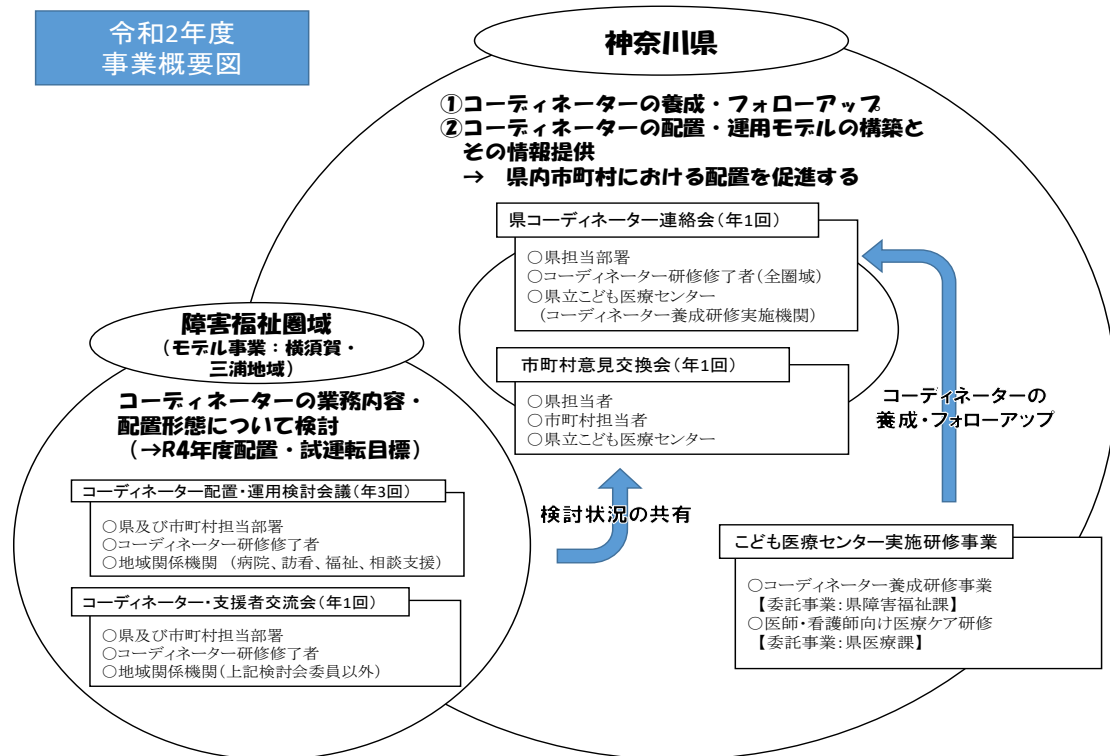 令和2年度
事業概要図
神奈川県
①コーディネーターの養成・フォローアップ
②コーディネーターの配置・運用モデルの構築と
その情報提供
→ 県内市町村における配置を促進する
県コーディネーター連絡会(年1回)
○県担当部署
○コーディネーター研修修了者(全圏域)
○県立こども医療センター
(コーディネーター養成研修実施機関)
市町村意見交換会(年1回)
○県担当者
○市町村担当者
○県立こども医療センター
コーディネーターの
養成・フォローアップ
障害福祉圏域
(モデル事業:横須賀・
三浦地域)
コーディネーターの業務内容・
配置形態について検討
(→R4年度配置・試運転目標)
コーディネーター配置・運用検討会議(年3回)
○県及び市町村担当部署
○コーディネーター研修修了者
○地域関係機関 (病院、訪看、福祉、相談支援)
コーディネーター・支援者交流会(年1回)
○県及び市町村担当部署
○コーディネーター研修修了者
○地域関係機関(上記検討会委員以外)
検討状況の共有
こども医療センター実施研修事業
○コーディネーター養成研修事業
【委託事業:県障害福祉課】
○医師・看護師向け医療ケア研修
【委託事業:県医療課】